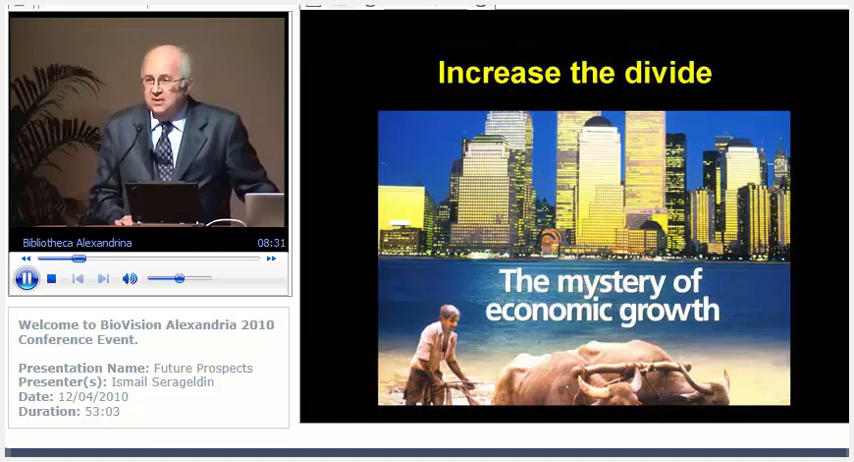 Increase the divide
The mystery of
economic growth
Bibliotheca Alexandrina 08:31
Welcome to BioVision Alexandria 2010
Conference Event.
Presentation Name: Future Prospects
Presenter(s): Ismail Serageldin
Date: 12/04/2010
Duration: 53:03